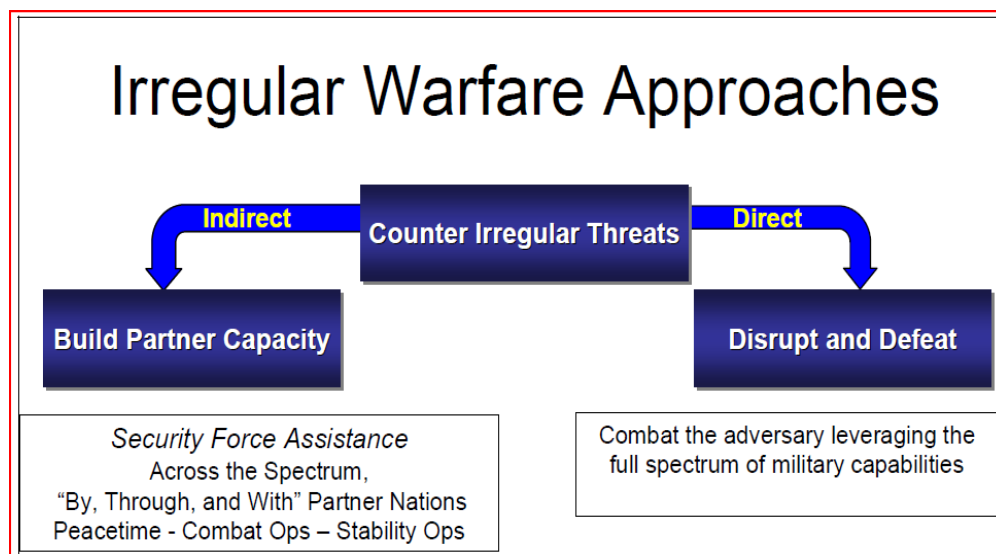 Irregular Warfare Approaches
Indirect
Counter Irregular Threats
Direct
Build Partner Capacity
Disrupt and Defeat
Security Force Assistance
Across the Spectrum,
“By, Through, and With” Partner Nations
Peacetime - Combat Ops – Stability Ops
Combat the adversary leveraging the
full spectrum of military capabilities